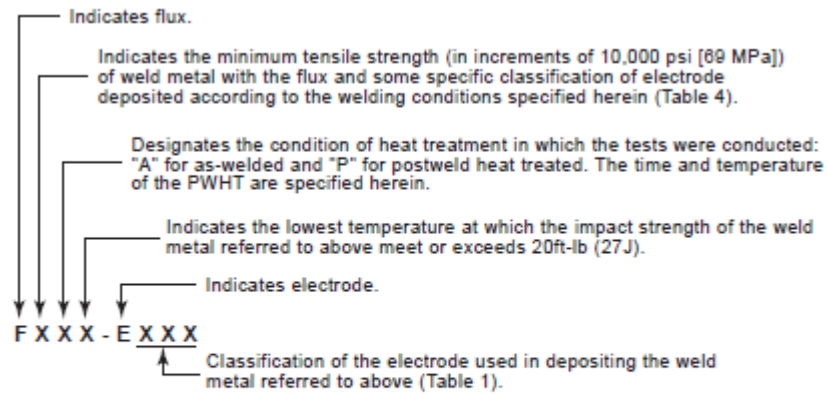 Indicates flux.
Indicates the minimum tensile strength (in increments of 10,000 psi [69 MPa])
of weld metal with the flux and some specific classification of electrode
deposited according to the welding conditions specified herein (Table 4).
Designates the condition of heat treatment in which the tests were conducted:
"A" for as-welded and "P" for postweld heat treated. The time and temperature
of the PWHT are specified herein.
Indicates the lowest temperature at which the impact strength of the weld
metal referred to above meet or exceeds 20ft-lb (27J).
Indicates electrode.
F X X X - E X X X
Classification of the electrode used in depositing the weld
metal referred to above (Table 1).